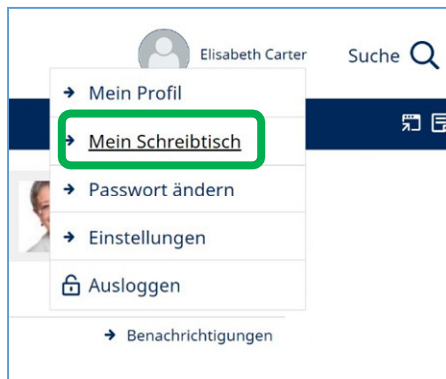 Elisabeth Carter Suche
Mein Profil
Mein Schreibtisch
Passwort ändern
Einstellungen
Ausloggen
Benachrichtigungen